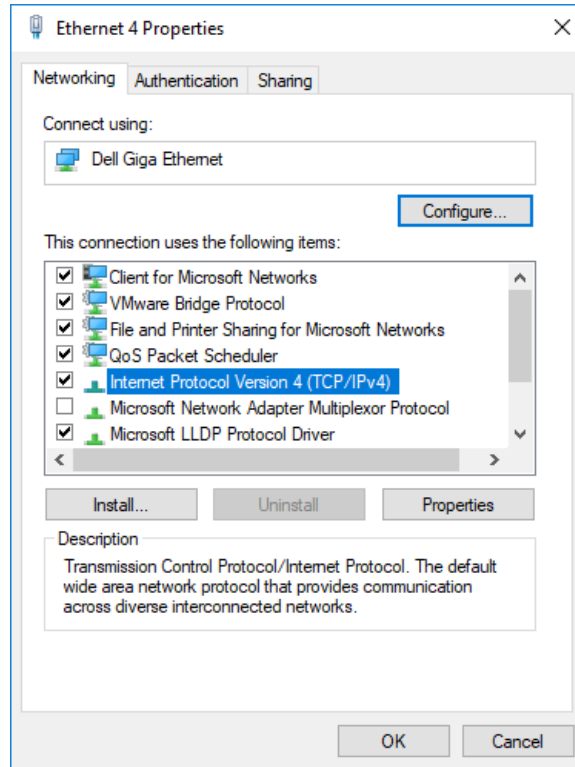 Ethernet 4 Properties
Networking
Authentication
Sharing
Connect using:
Dell Giga Ethernet
Configure...
This connection uses the following items:
Client for Microsoft Networks
VMware Bridge Protocol
File and Printer Sharing for Microsoft Networks
QoS Packet Scheduler
Internet Protocol Version 4 (TCP/IPv4)
Microsoft Network Adapter Multiplexor Protocol
Microsoft LLDP Protocol Driver
Install...
Uninstall
Properties
Description
Transmission Control Protocol/Internet Protocol. The default
wide area network protocol that provides communication
across diverse interconnected networks.
OK
Cancel